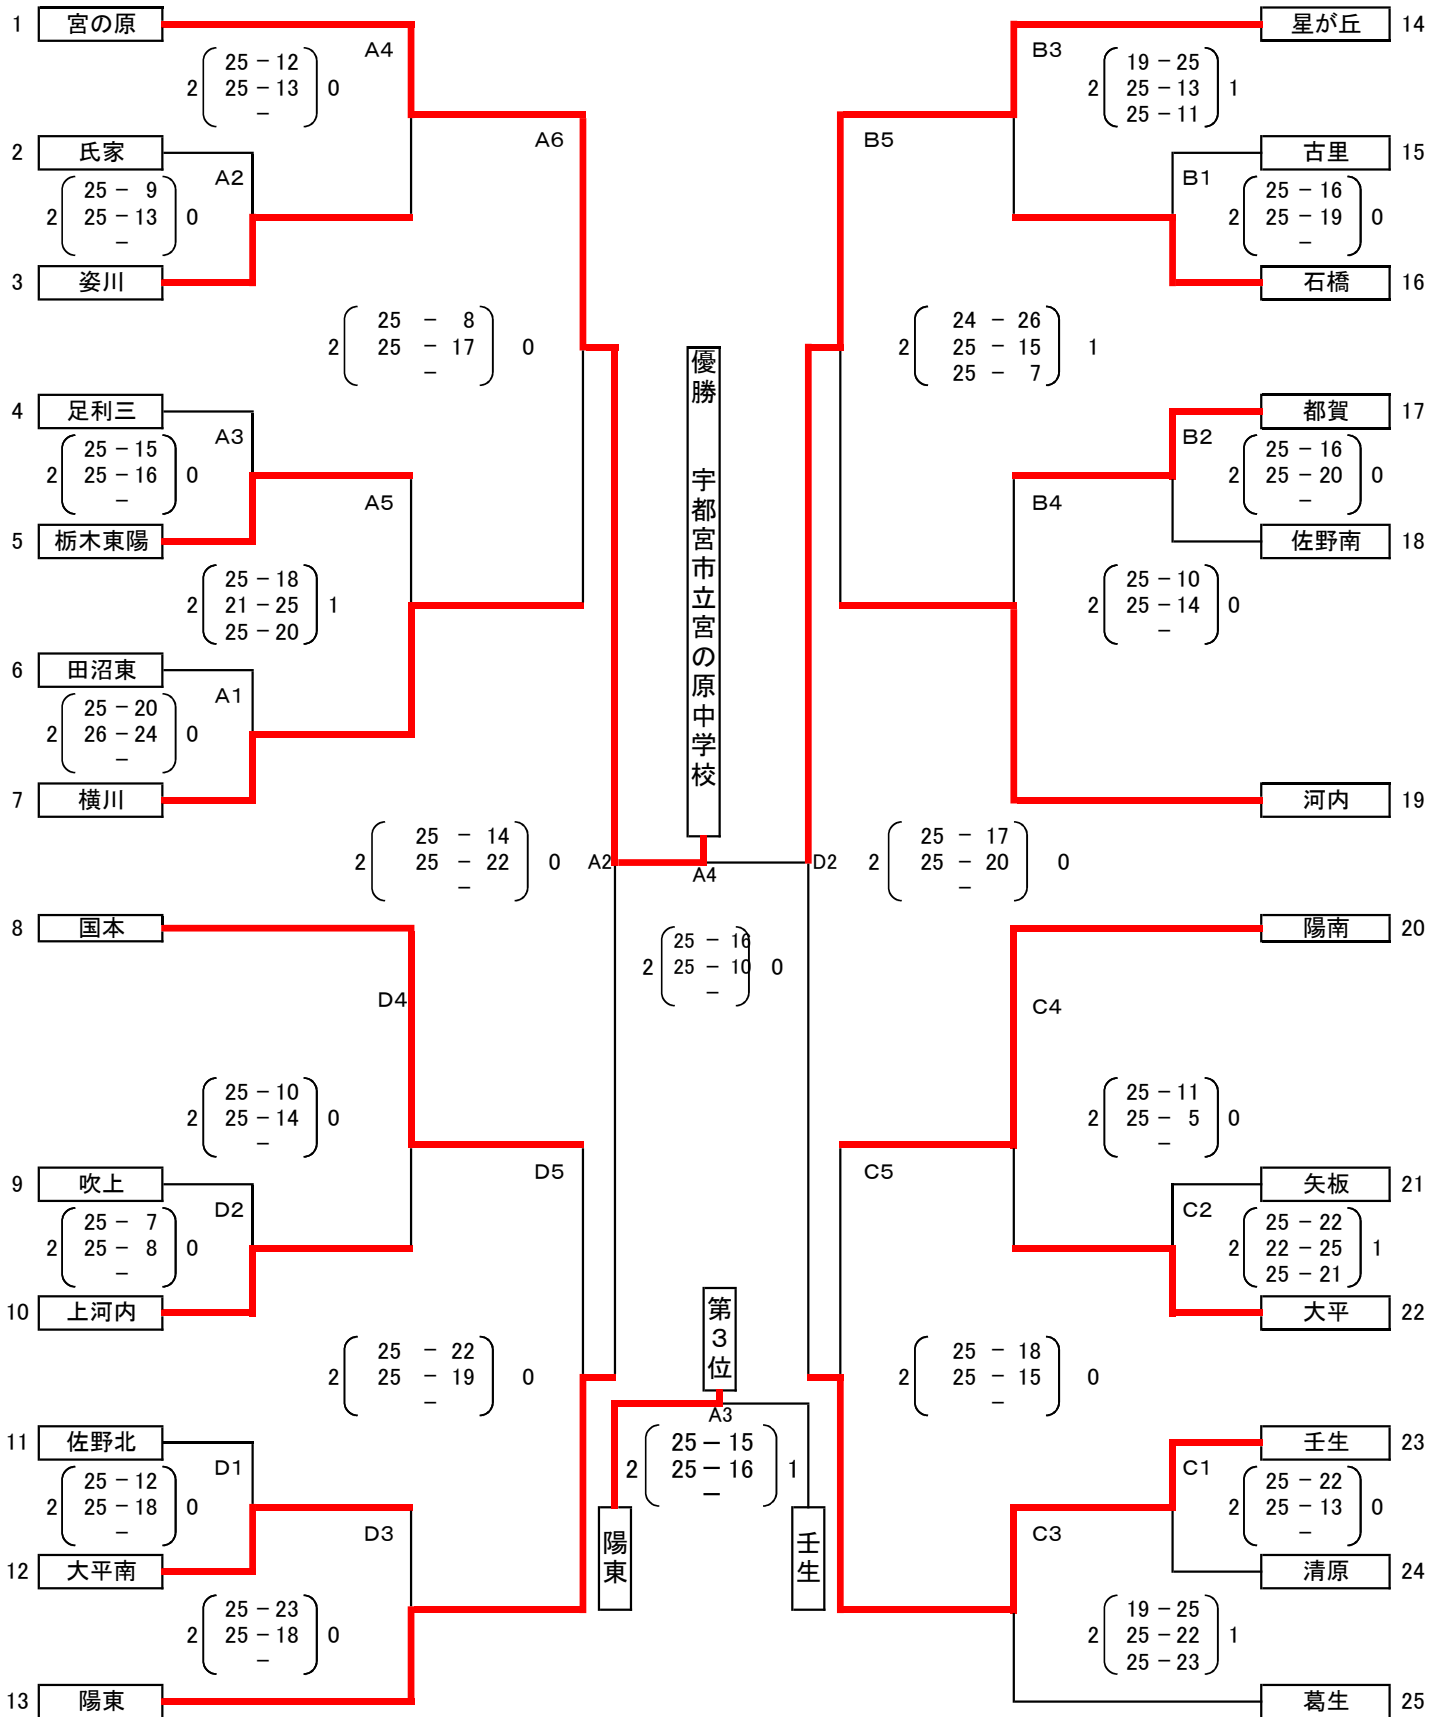 1 宮の原
A4
25 － 12
2 25 － 13 0
－
2 氏家
A2
25 － 9
2 25 － 13 0
－
3 姿川
A6
25 － 8
2 25 － 17 0
－
4 足利三
A3
25 － 15
2 25 － 16 0
－
5 栃木東陽
A5
25 － 18
2 21 － 25 1
25 － 20
6 田沼東
A1
25 － 20
2 26 － 24 0
－
7 横川
25 － 14
2 25 － 22 0
－
A2
8 国本
D4
25 － 10
2 25 － 14 0
－
9 吹上
D2
25 － 7
2 25 － 8 0
－
10 上河内
D5
25 － 22
2 25 － 19 0
－
11 佐野北
D1
25 － 12
2 25 － 18 0
－
12 大平南
D3
25 － 23
2 25 － 18 0
－
13 陽東
優勝 宇都宮市立宮の原中学校
A4
25 － 16
2 25 － 10 0
－
第3位
A3
25 － 15
2 25 － 16 1
－
陽東
壬生
星が丘 14
B3
19 － 25
2 25 － 13 1
25 － 11
古里 15
B1
25 － 16
2 25 － 19 0
－
石橋 16
B5
24 － 26
2 25 － 15 1
25 － 7
都賀 17
B2
25 － 16
2 25 － 20 0
－
佐野南 18
B4
25 － 10
2 25 － 14 0
－
河内 19
D2
25 － 17
2 25 － 20 0
－
陽南 20
C4
25 － 11
2 25 － 5 0
－
矢板 21
C2
25 － 22
2 22 － 25 1
25 － 21
大平 22
C5
25 － 18
2 25 － 15 0
－
壬生 23
C1
25 － 22
2 25 － 13 0
－
清原 24
C3
19 － 25
2 25 － 22 1
25 － 23
葛生 25